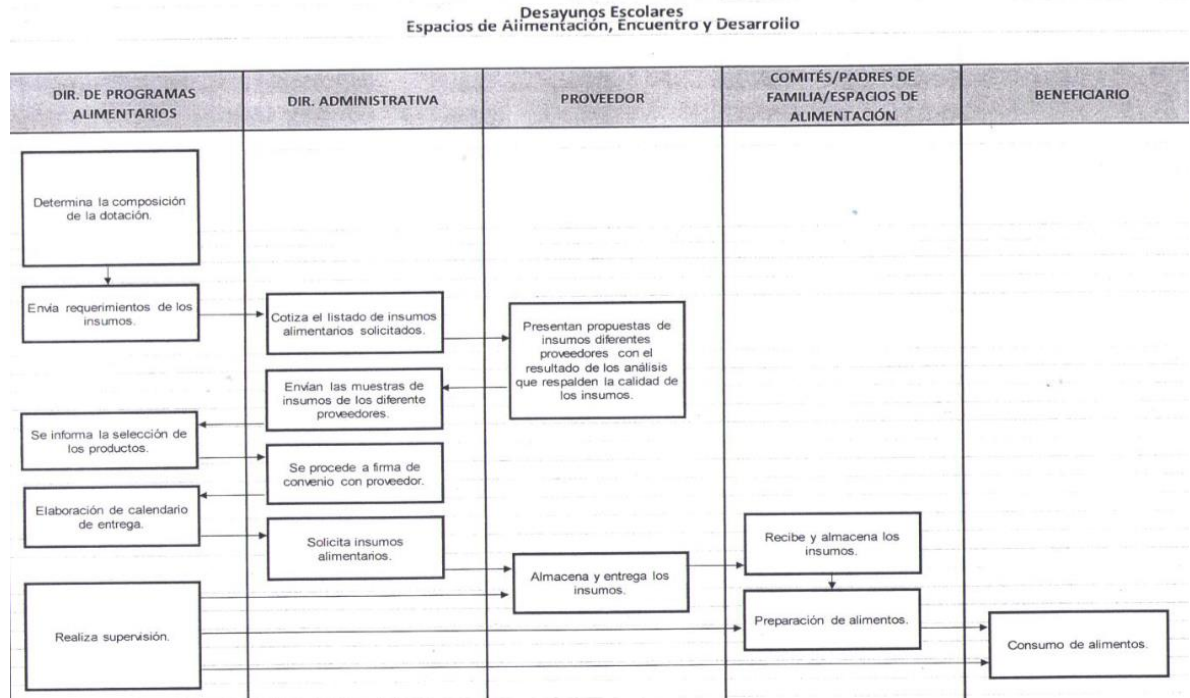 Desayunos Escolares
Espacios de Alimentación, Encuentro y Desarrollo
DIR. DE PROGRAMAS
ALIMENTARIOS
DIR. ADMINISTRATIVA
PROVEEDOR
COMITÉS/PADRES DE
FAMILIA/ESPACIOS DE
ALIMENTACIÓN
BENEFICIARIO
Determina la composición
de la dotación.
Envía requerimientos de los
insumos.
Cotiza el listado de insumos
alimentarios solicitados.
Presentan propuestas de
insumos diferentes
proveedores con el
resultado de los análisis
que respalden la calidad de
los insumos.
Envían las muestras de
insumos de los diferente
proveedores.
Se informa la selección de
los productos.
Se procede a firma de
convenio con proveedor.
Elaboración de calendario
de entrega.
Solicita insumos
alimentarios.
Almacena y entrega los
insumos.
Recibe y almacena los
insumos.
Preparación de alimentos.
Realiza supervisión.
Consumo de alimentos.